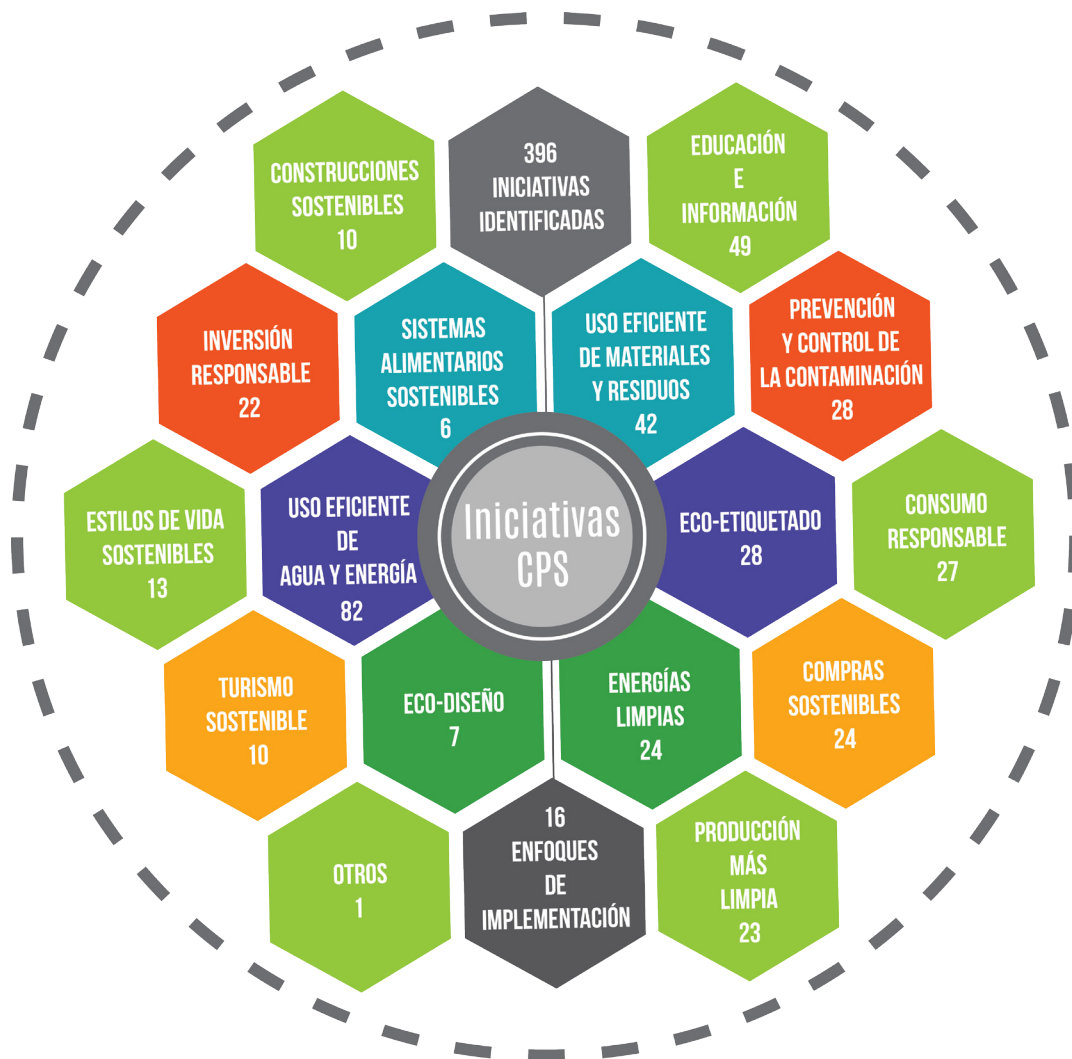 CONSTRUCCIONES
SOSTENIBLES
10
396
INICIATIVAS
IDENTIFICADAS
EDUCACIÓN
E
INFORMACIÓN
49
INVERSIÓN
RESPONSABLE
22
SISTEMAS
ALIMENTARIOS
SOSTENIBLES
6
USO EFICIENTE
DE MATERIALES
Y RESIDUOS
42
PREVENCIÓN
Y CONTROL DE
LA CONTAMINACIÓN
28
ESTILOS DE VIDA
SOSTENIBLES
13
USO EFICIENTE
DE
AGUA Y ENERGÍA
82
Iniciativas
CPS
ECO-ETIQUETADO
28
CONSUMO
RESPONSABLE
27
TURISMO
SOSTENIBLE
10
ECO-DISEÑO
7
ENERGÍAS
LIMPIAS
24
COMPRAS
SOSTENIBLES
24
OTROS
1
16
ENFOQUES
DE
IMPLEMENTACIÓN
PRODUCCIÓN
MÁS
LIMPIA
23